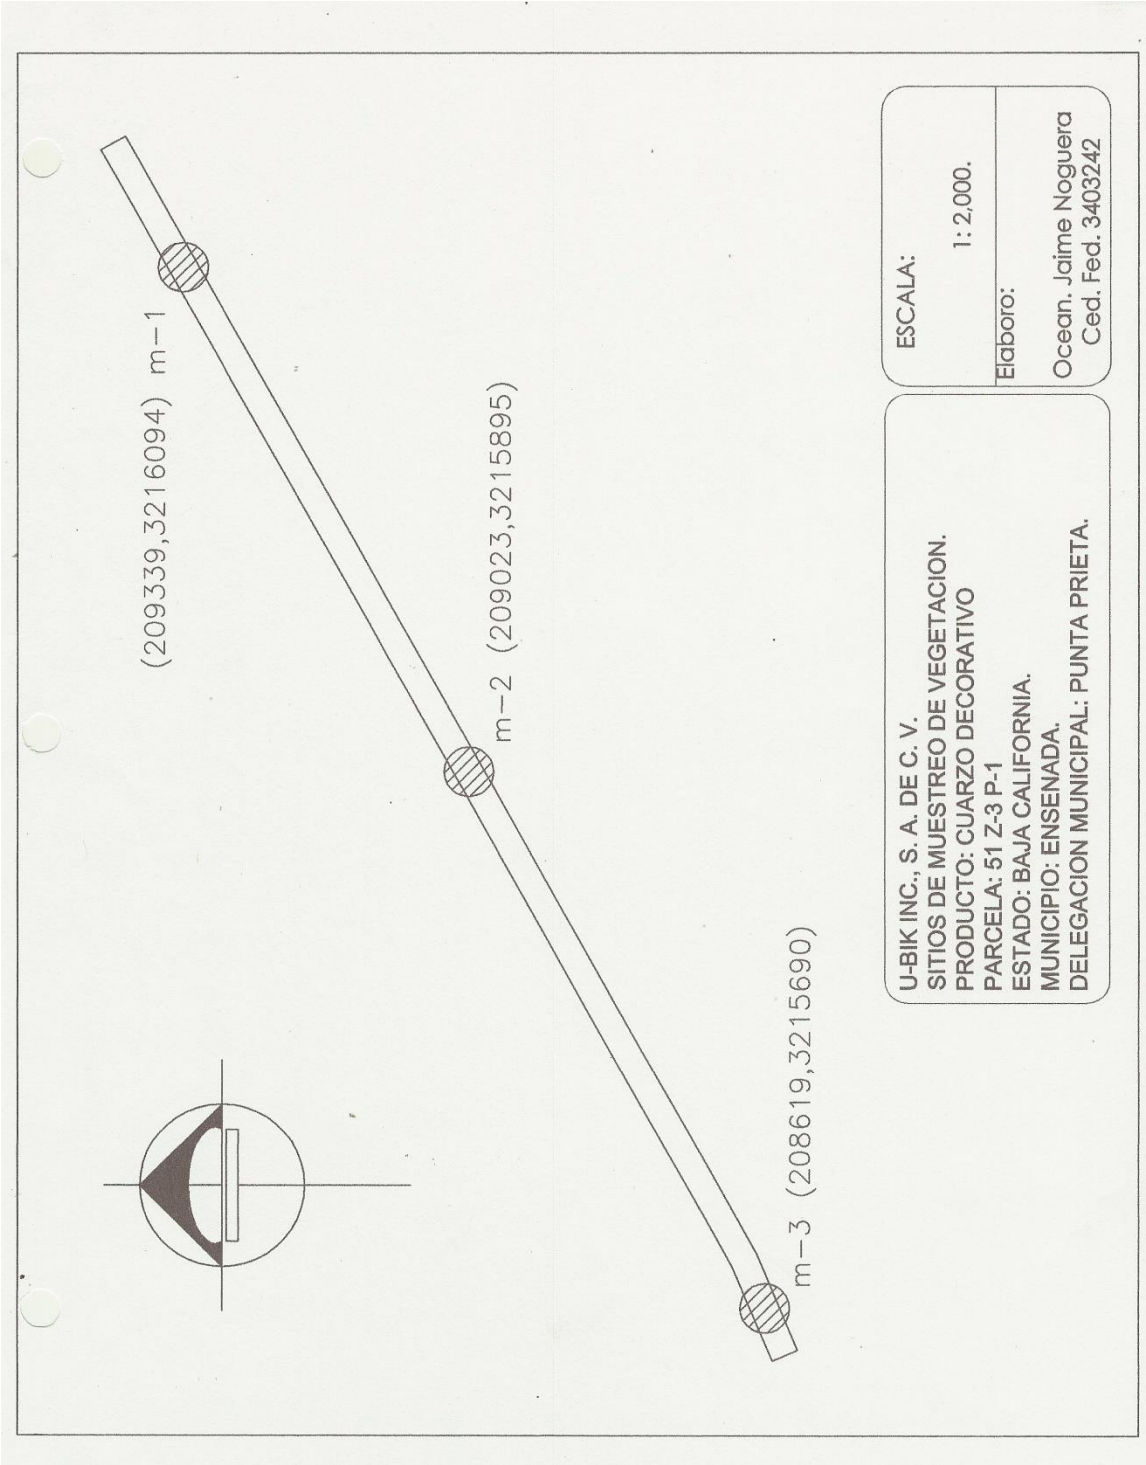 (209339,3216094) m-1
m-2 (209023,3215895)
m-3 (208619,3215690)
U-BIK INC., S. A. DE C. V.
SITIOS DE MUESTREO DE VEGETACION.
PRODUCTO: CUARZO DECORATIVO
PARCELA: 51 Z-3 P-1
ESTADO: BAJA CALIFORNIA.
MUNICIPIO: ENSENADA.
DELEGACION MUNICIPAL: PUNTA PRIETA.
ESCALA:
1: 2,000.
Elaboro:
Ocean. Jaime Noguera
Ced. Fed. 3403242